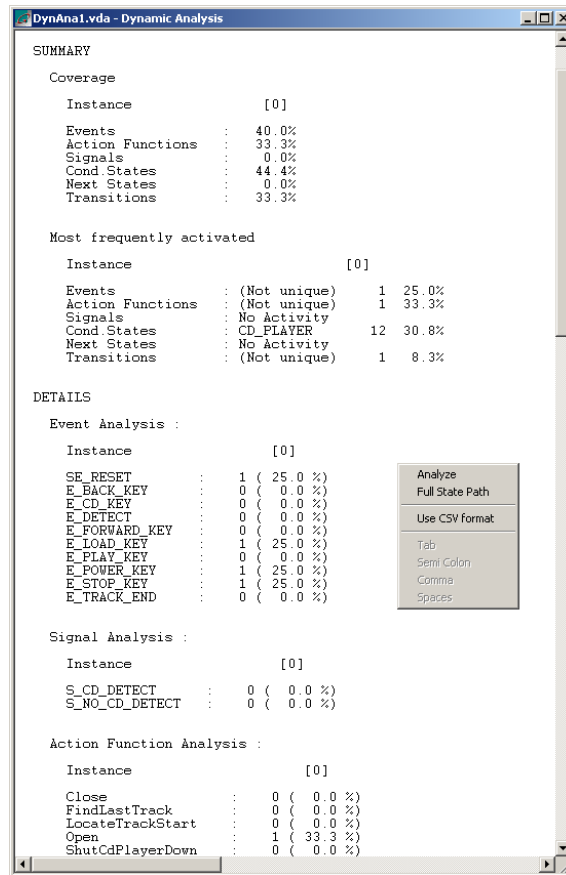 DynAna1.vda - Dynamic Analysis
SUMMARY
Coverage
Instance [0]
Events : 40.0%
Action Functions : 33.3%
Signals : 0.0%
Cond.States : 44.4%
Next States : 0.0%
Transitions : 33.3%
Most frequently activated
Instance [0]
Events : (Not unique) 1 25.0%
Action Functions : (Not unique) 1 33.3%
Signals : No Activity
Cond.States : CD_PLAYER 12 30.8%
Next States : No Activity
Transitions : (Not unique) 1 8.3%
DETAILS
Event Analysis :
Instance [0]
SE_RESET : 1 ( 25.0 %)
E_BACK_KEY : 0 ( 0.0 %)
E_CD_KEY : 0 ( 0.0 %)
E_DETECT : 0 ( 0.0 %)
E_FORWARD_KEY : 0 ( 0.0 %)
E_LOAD_KEY : 1 ( 25.0 %)
E_PLAY_KEY : 0 ( 0.0 %)
E_POWER_KEY : 1 ( 25.0 %)
E_STOP_KEY : 1 ( 25.0 %)
E_TRACK_END : 0 ( 0.0 %)
Analyze
Full State Path
Use CSV format
Tab
Semi Colon
Comma
Spaces
Signal Analysis :
Instance [0]
S_CD_DETECT : 0 ( 0.0 %)
S_NO_CD_DETECT : 0 ( 0.0 %)
Action Function Analysis :
Instance [0]
Close : 0 ( 0.0 %)
FindLastTrack : 0 ( 0.0 %)
LocateTrackStart : 0 ( 0.0 %)
Open : 1 ( 33.3 %)
ShutCdPlayerDown : 0 ( 0.0 %)